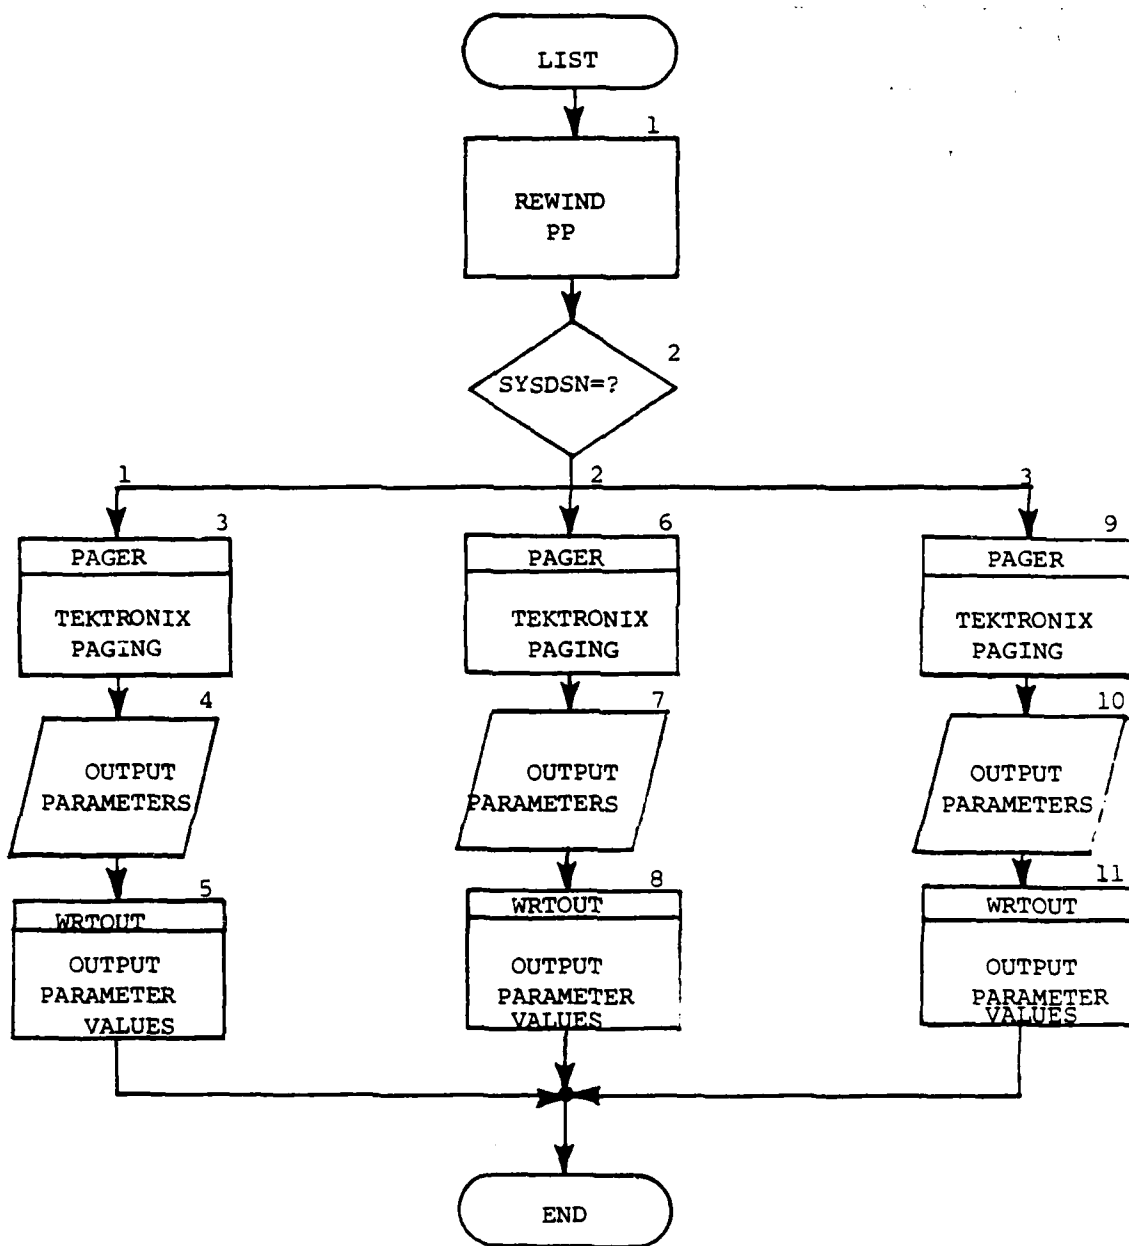 LIST
1
REWIND
PP
2
SYSDSN=?
1
2
3
3
PAGER
TEKTRONIX
PAGING
4
OUTPUT
PARAMETERS
5
WRTOUT
OUTPUT
PARAMETER
VALUES
6
PAGER
TEKTRONIX
PAGING
7
OUTPUT
PARAMETERS
8
WRTOUT
OUTPUT
PARAMETER
VALUES
9
PAGER
TEKTRONIX
PAGING
10
OUTPUT
PARAMETERS
11
WRTOUT
OUTPUT
PARAMETER
VALUES
END